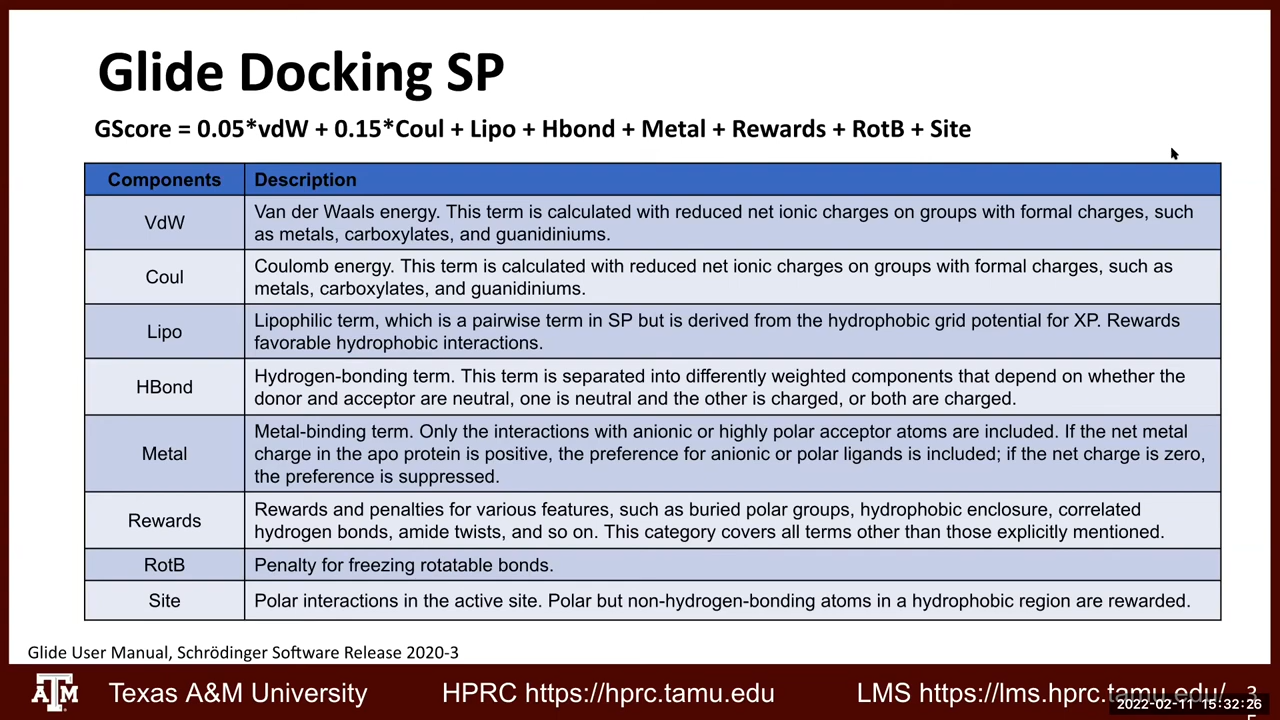 Glide Docking SP
GScore = 0.05*vdW + 0.15*Coul + Lipo + Hbond + Metal + Rewards + RotB + Site
Components
Description
VdW
Van der Waals energy. This term is calculated with reduced net ionic charges on groups with formal charges, such
as metals, carboxylates, and guanidiniums.
Coul
Coulomb energy. This term is calculated with reduced net ionic charges on groups with formal charges, such as
metals, carboxylates, and guanidiniums.
Lipo
Lipophilic term, which is a pairwise term in SP but is derived from the hydrophobic grid potential for XP. Rewards
favorable hydrophobic interactions.
HBond
Hydrogen-bonding term. This term is separated into differently weighted components that depend on whether the
donor and acceptor are neutral, one is neutral and the other is charged, or both are charged.
Metal
Metal-binding term. Only the interactions with anionic or highly polar acceptor atoms are included. If the net metal
charge in the apo protein is positive, the preference for anionic or polar ligands is included; if the net charge is zero,
the preference is suppressed.
Rewards
Rewards and penalties for various features, such as buried polar groups, hydrophobic enclosure, correlated
hydrogen bonds, amide twists, and so on. This category covers all terms other than those explicitly mentioned.
RotB
Penalty for freezing rotatable bonds.
Site
Polar interactions in the active site. Polar but non-hydrogen-bonding atoms in a hydrophobic region are rewarded.
Glide User Manual, Schrödinger Software Release 2020-3
ATM
Texas A&M University
HPRC https://hprc.tamu.edu
LMS https://lms.hprc.tamu.edu/
3
2022-02-11 15:32:26